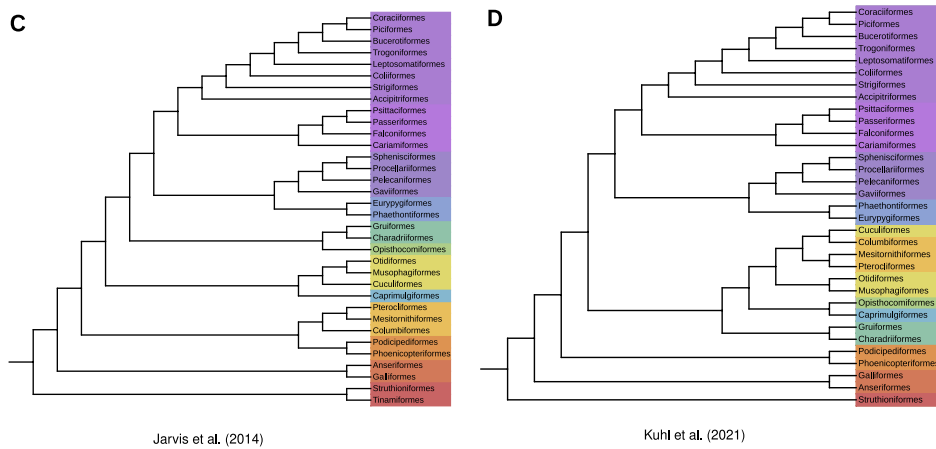 C
Coraciiformes
Piciformes
Bucerotiformes
Trogoniformes
Leptosomatiformes
Coliiformes
Strigiformes
Accipitriformes
Psittaciformes
Passeriformes
Falconiformes
Cariamiformes
Sphenisciformes
Procellariiformes
Pelecaniformes
Gaviiformes
Eurypygiformes
Phaethontiformes
Gruiformes
Charadriiformes
Opisthocomiformes
Otidiformes
Musophagiformes
Cuculiformes
Caprimulgiformes
Pterocliformes
Mesitornithiformes
Columbiformes
Podicipediformes
Phoenicopteriformes
Anseriformes
Galliformes
Struthioniformes
Tinamiformes
Jarvis et al. (2014)
D
Coraciiformes
Piciformes
Bucerotiformes
Trogoniformes
Leptosomatiformes
Coliiformes
Strigiformes
Accipitriformes
Psittaciformes
Passeriformes
Falconiformes
Cariamiformes
Sphenisciformes
Procellariiformes
Pelecaniformes
Gaviiformes
Phaethontiformes
Eurypygiformes
Cuculiformes
Columbiformes
Mesitornithiformes
Pterocliformes
Otidiformes
Musophagiformes
Opisthocomiformes
Caprimulgiformes
Gruiformes
Charadriiformes
Podicipediformes
Phoenicopteriformes
Galliformes
Anseriformes
Struthioniformes
Kuhl et al. (2021)